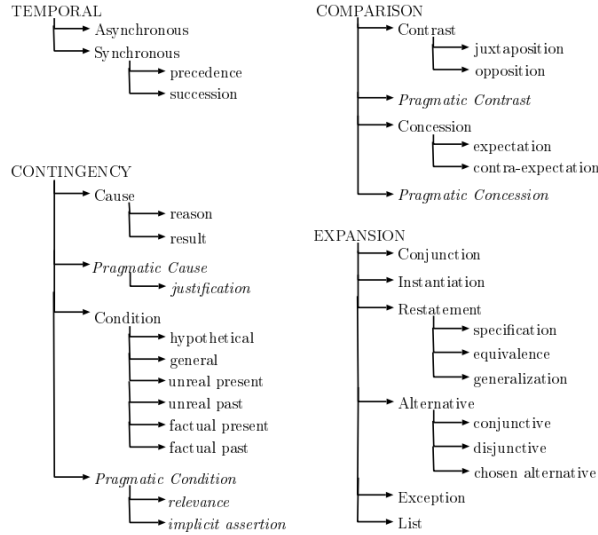 TEMPORAL
Asynchronous
Synchronous
precedence
succession
CONTINGENCY
Cause
reason
result
Pragmatic Cause
justification
Condition
hypothetical
general
unreal present
unreal past
factual present
factual past
Pragmatic Condition
relevance
implicit assertion
COMPARISON
Contrast
juxtaposition
opposition
Pragmatic Contrast
Concession
expectation
contra-expectation
Pragmatic Concession
EXPANSION
Conjunction
Instantiation
Restatement
specification
equivalence
generalization
Alternative
conjunctive
disjunctive
chosen alternative
Exception
List